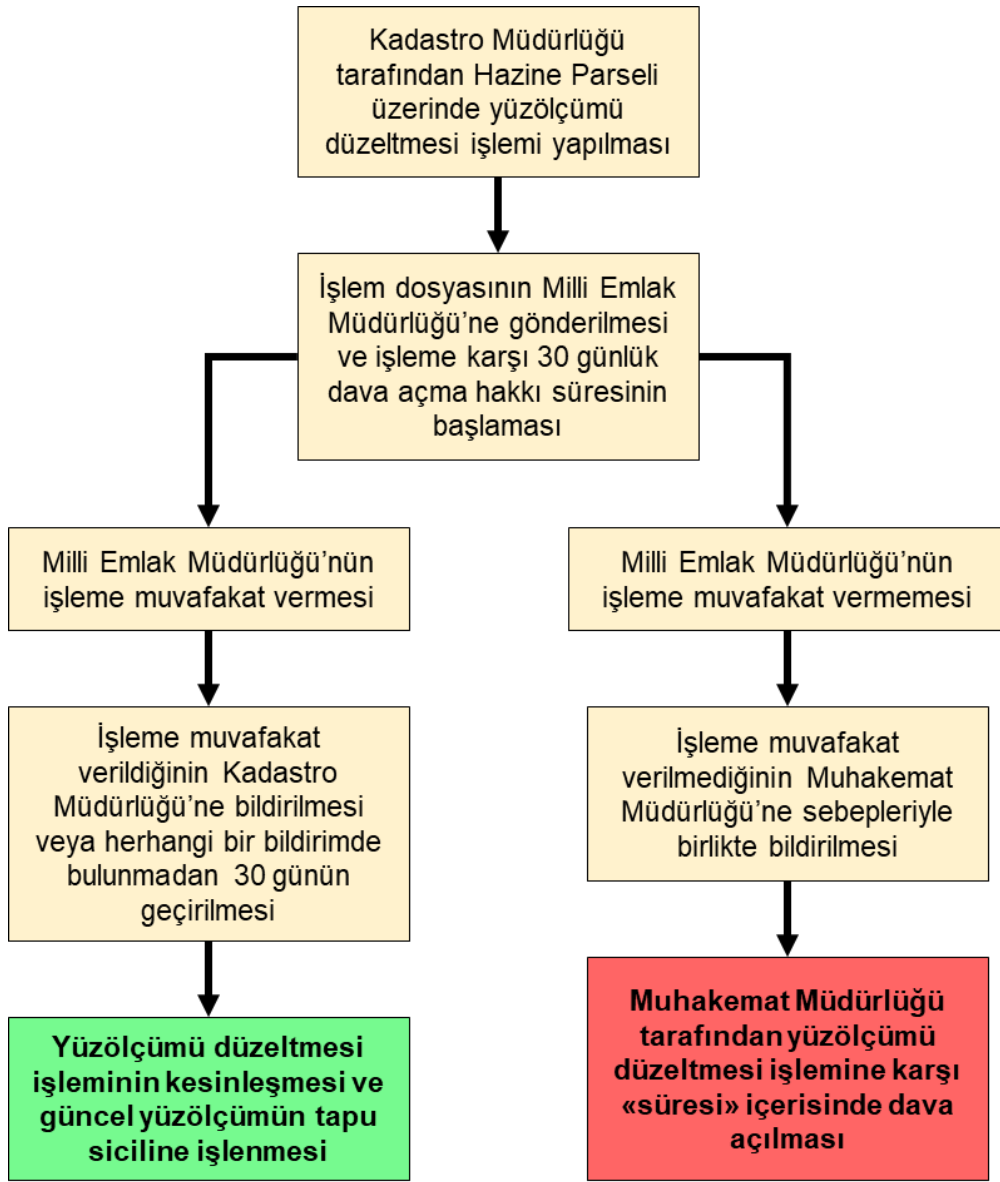 Kadastro Müdürlüğü
tarafından Hazine Parseli
üzerinde yüzölçümü
düzeltmesi işlemi yapılması
İşlem dosyasının Milli Emlak
Müdürlüğü’ne gönderilmesi
ve işleme karşı 30 günlük
dava açma hakkı süresinin
başlaması
Milli Emlak Müdürlüğü’nün
işleme muvafakat vermesi
Milli Emlak Müdürlüğü’nün
işleme muvafakat vermemesi
İşleme muvafakat
verildiğinin Kadastro
Müdürlüğü’ne bildirilmesi
veya herhangi bir bildirimde
bulunmadan 30 günün
geçirilmesi
İşleme muvafakat
verilmediğinin Muhakemat
Müdürlüğü’ne sebepleriyle
birlikte bildirilmesi
Yüzölçümü düzeltmesi
işleminin kesinleşmesi ve
güncel yüzölçümün tapu
siciline işlenmesi
Muhakemat Müdürlüğü
tarafından yüzölçümü
düzeltmesi işlemine karşı
«süresi» içerisinde dava
açılması